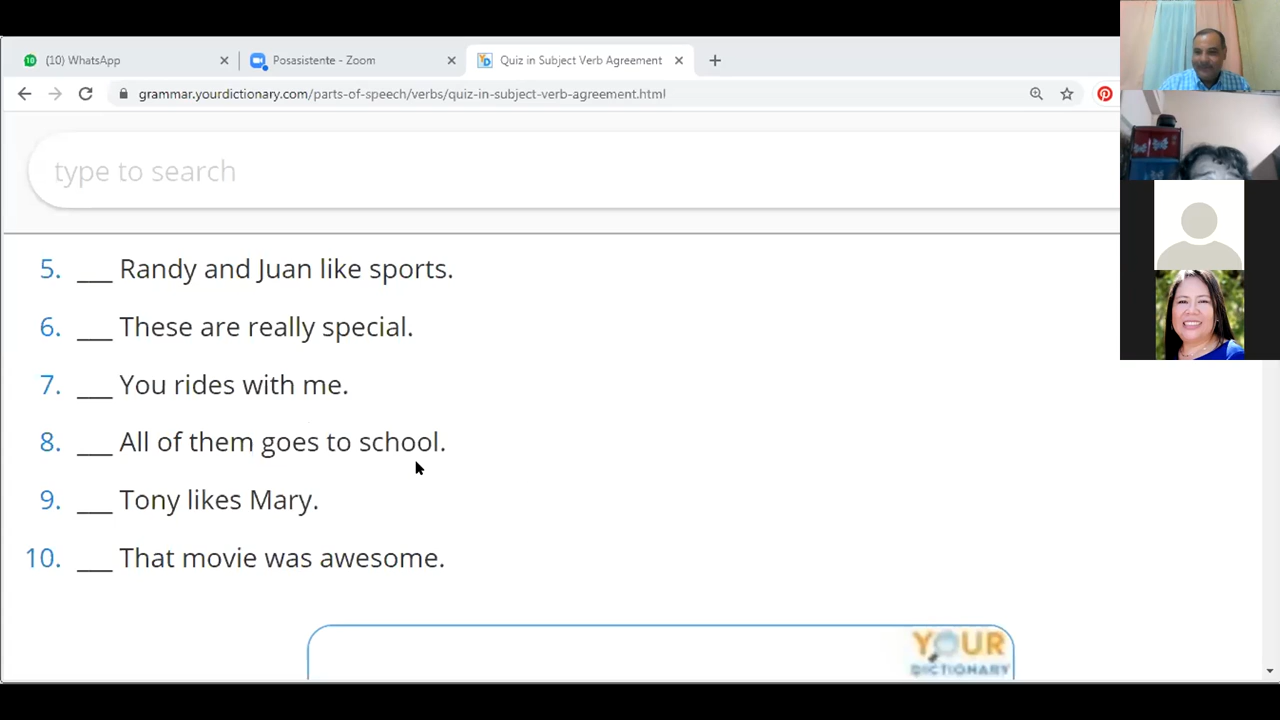 (10) WhatsApp
Posasistente - Zoom
Quiz in Subject Verb Agreement
grammar.yourdictionary.com/parts-of-speech/verbs/quiz-in-subject-verb-agreement.html
type to search
5. ___ Randy and Juan like sports.
6. ___ These are really special.
7. ___ You rides with me.
8. ___ All of them goes to school.
9. ___ Tony likes Mary.
10. ___ That movie was awesome.
YOUR
DICTIONARY